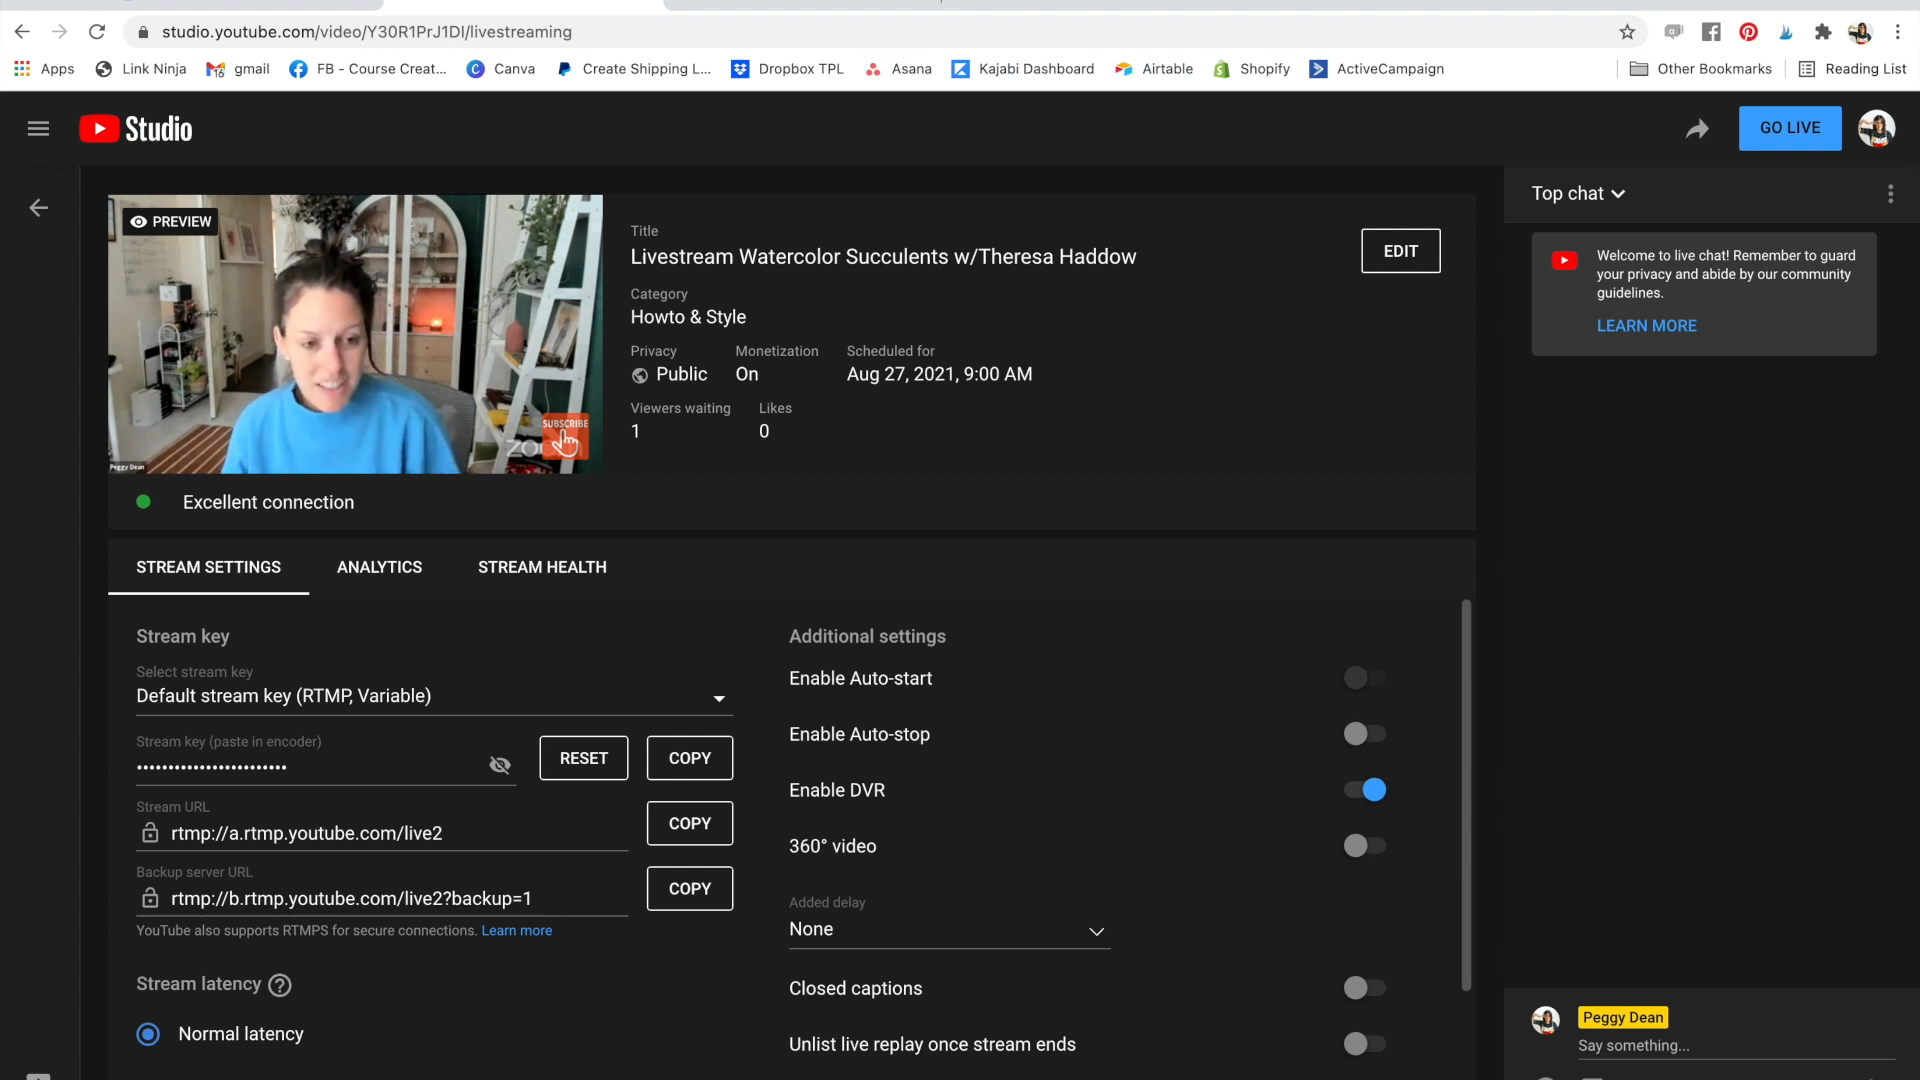 studio.youtube.com/video/Y30R1PrJ1DI/livestreaming
Apps
Link Ninja
gmail
FB - Course Creat...
Canva
Create Shipping L...
Dropbox TPL
Asana
Kajabi Dashboard
Airtable
Shopify
ActiveCampaign
Other Bookmarks
Reading List
Studio
GO LIVE
PREVIEW
SUBSCRIBE
Peggy Dean
Title
Livestream Watercolor Succulents w/Theresa Haddow
EDIT
Category
Howto & Style
Privacy
Public
Monetization
On
Scheduled for
Aug 27, 2021, 9:00 AM
Viewers waiting
1
Likes
0
Excellent connection
Top chat
Welcome to live chat! Remember to guard
your privacy and abide by our community
guidelines.
LEARN MORE
STREAM SETTINGS
ANALYTICS
STREAM HEALTH
Stream key
Select stream key
Default stream key (RTMP, Variable)
Stream key (paste in encoder)
••••••••••••••••••••••••
RESET
COPY
Stream URL
rtmp://a.rtmp.youtube.com/live2
COPY
Backup server URL
rtmp://b.rtmp.youtube.com/live2?backup=1
COPY
YouTube also supports RTMPS for secure connections. Learn more
Stream latency
Normal latency
Additional settings
Enable Auto-start
Enable Auto-stop
Enable DVR
360° video
Added delay
None
Closed captions
Unlist live replay once stream ends
Peggy Dean
Say something...